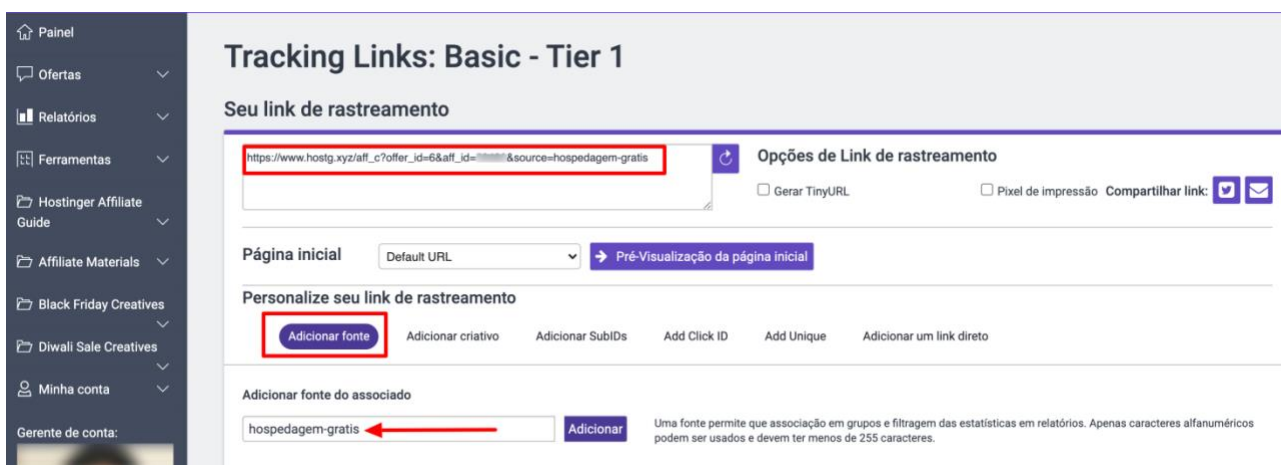 Painel
Ofertas
Relatórios
Ferramentas
Hostinger Affiliate
Guide
Affiliate Materials
Black Friday Creatives
Diwali Sale Creatives
Minha conta
Gerente de conta:
Tracking Links: Basic - Tier 1
Seu link de rastreamento
https://www.hostg.xyz/aff_c?offer_id=6&aff_id= &source=hospedagem-gratis
Opções de Link de rastreamento
Gerar TinyURL
Pixel de impressão Compartilhar link:
Página inicial
Default URL
Pré-Visualização da página inicial
Personalize seu link de rastreamento
Adicionar fonte Adicionar criativo Adicionar SubIDs Add Click ID Add Unique Adicionar um link direto
Adicionar fonte do associado
hospedagem-gratis
Adicionar
Uma fonte permite que associação em grupos e filtragem das estatísticas em relatórios. Apenas caracteres alfanuméricos
podem ser usados e devem ter menos de 255 caracteres.